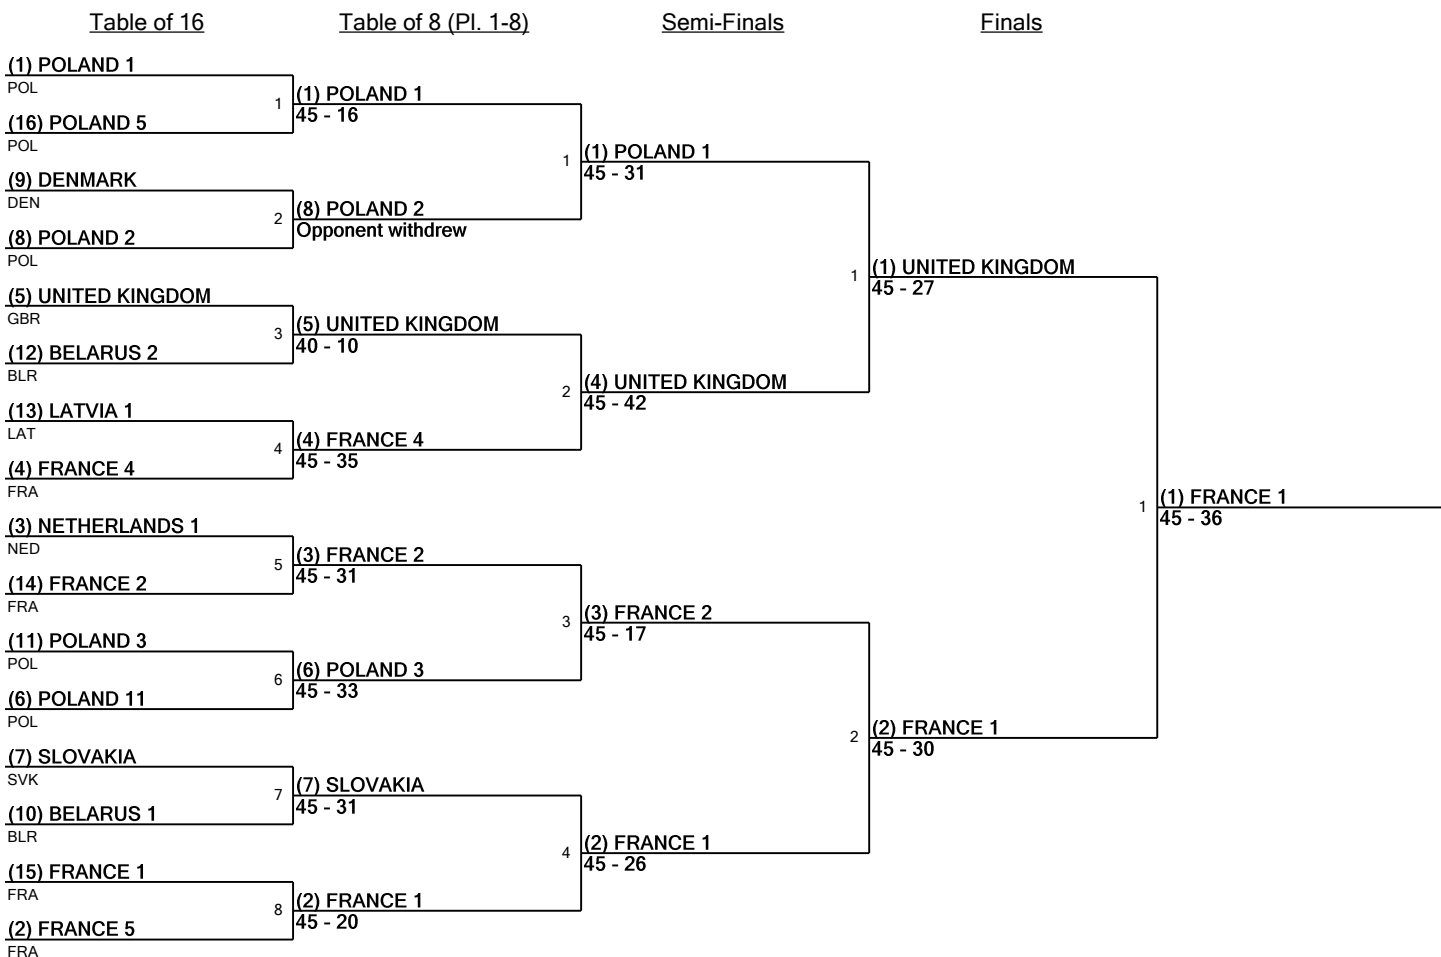 Table of 16
Table of 8 (Pl. 1-8)
Semi-Finals
Finals
(1) POLAND 1
POL
(16) POLAND 5
POL
(9) DENMARK
DEN
(8) POLAND 2
POL
(5) UNITED KINGDOM
GBR
(12) BELARUS 2
BLR
(13) LATVIA 1
LAT
(4) FRANCE 4
FRA
(3) NETHERLANDS 1
NED
(14) FRANCE 2
FRA
(11) POLAND 3
POL
(6) POLAND 11
POL
(7) SLOVAKIA
SVK
(10) BELARUS 1
BLR
(15) FRANCE 1
FRA
(2) FRANCE 5
FRA
1
(1) POLAND 1
45 - 16
2
(8) POLAND 2
Opponent withdrew
3
(5) UNITED KINGDOM
40 - 10
4
(4) FRANCE 4
45 - 35
5
(3) FRANCE 2
45 - 31
6
(6) POLAND 3
45 - 33
7
(7) SLOVAKIA
45 - 31
8
(2) FRANCE 1
45 - 20
1
(1) POLAND 1
45 - 31
2
(4) UNITED KINGDOM
45 - 42
3
(3) FRANCE 2
45 - 17
4
(2) FRANCE 1
45 - 26
1
(1) UNITED KINGDOM
45 - 27
2
(2) FRANCE 1
45 - 30
1
(1) FRANCE 1
45 - 36